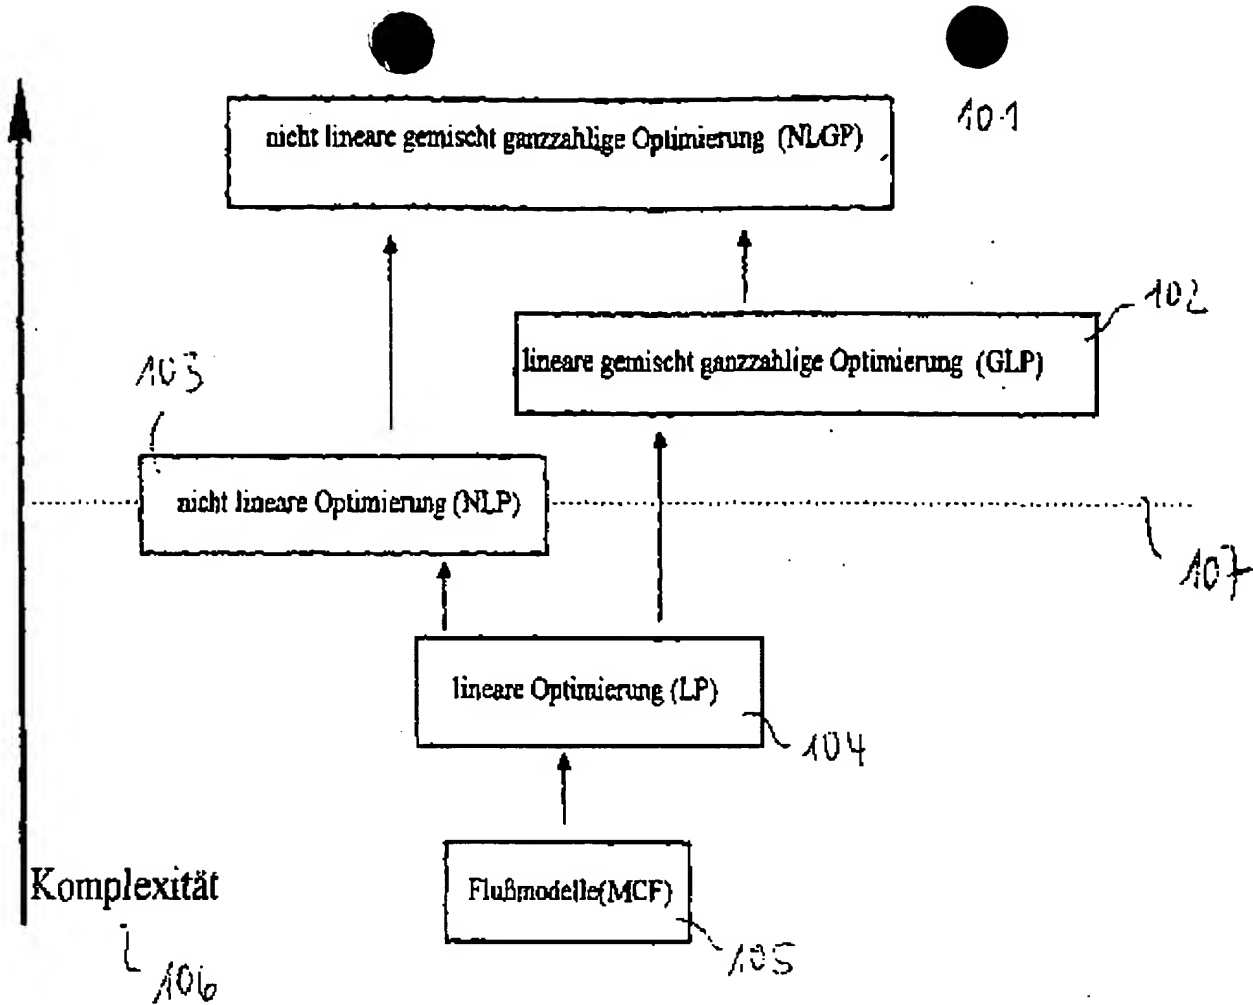 101
nicht lineare gemischt ganzzahlige Optimierung (NLGP)
102
lineare gemischt ganzzahlige Optimierung (GLP)
103
nicht lineare Optimierung (NLP)
107
lineare Optimierung (LP)
104
Flußmodelle(MCF)
105
Komplexität
106